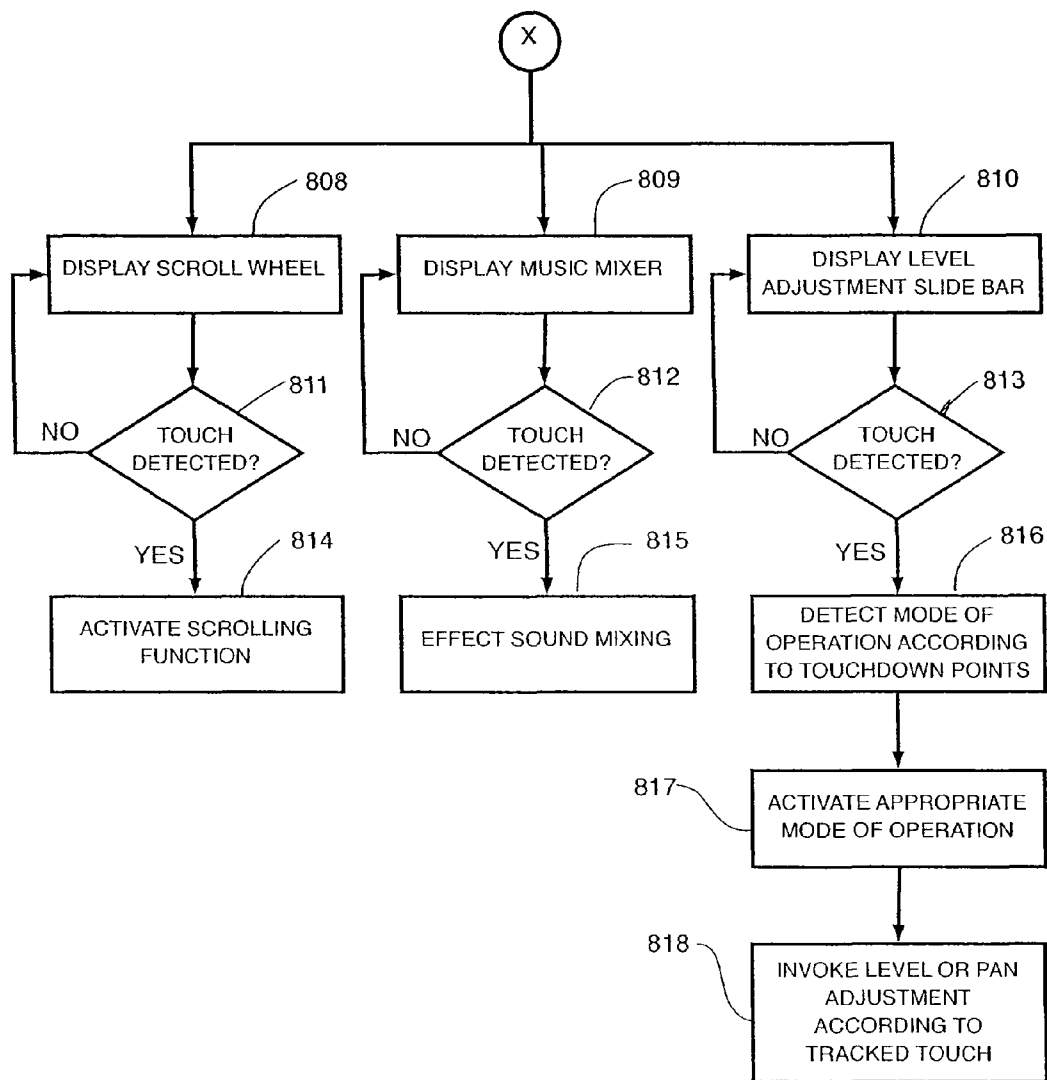 X
808
809
810
DISPLAY SCROLL WHEEL
DISPLAY MUSIC MIXER
DISPLAY LEVEL
ADJUSTMENT SLIDE BAR
811
812
813
NO
TOUCH
DETECTED?
NO
TOUCH
DETECTED?
NO
TOUCH
DETECTED?
YES
814
YES
815
YES
816
ACTIVATE SCROLLING
FUNCTION
EFFECT SOUND MIXING
DETECT MODE OF
OPERATION ACCORDING
TO TOUCHDOWN POINTS
817
ACTIVATE APPROPRIATE
MODE OF OPERATION
818
INVOKE LEVEL OR PAN
ADJUSTMENT
ACCORDING TO
TRACKED TOUCH